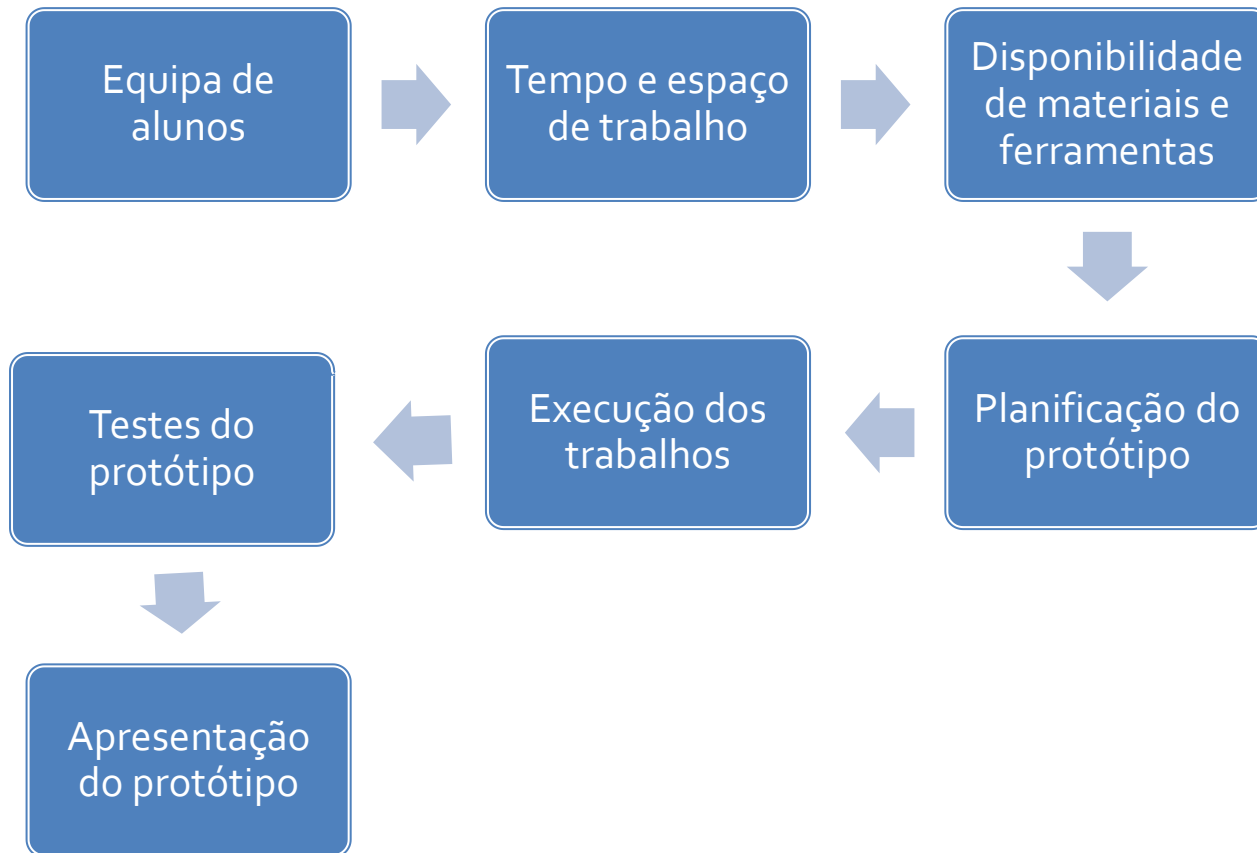 Equipa de
alunos
Tempo e espaço
de trabalho
Disponibilidade
de materiais e
ferramentas
Planificação do
protótipo
Execução dos
trabalhos
Testes do
protótipo
Apresentação
do protótipo